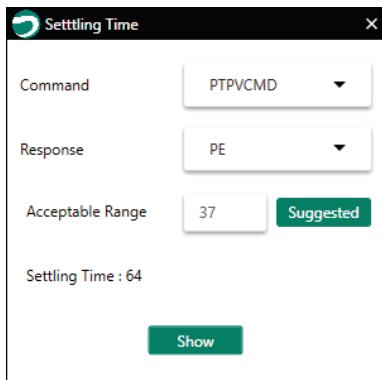 Setttling Time
Command PTPVCMD
Response PE
Acceptable Range 37 Suggested
Settling Time : 64
Show